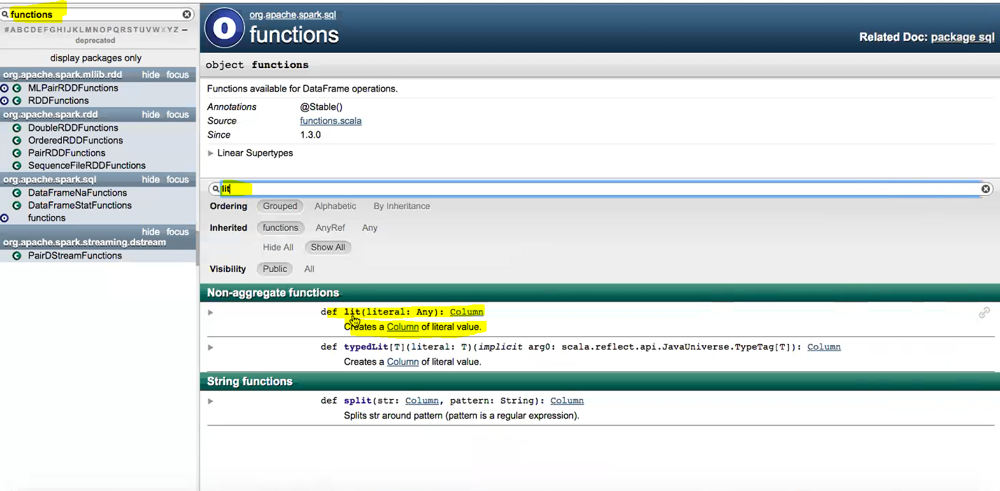 functions
#ABCDEFGHIJKLMNOPQRSTUVWXYZ –
deprecated
display packages only
org.apache.spark.mllib.rdd hide focus
MLPairRDDFunctions
RDDFunctions
org.apache.spark.rdd hide focus
DoubleRDDFunctions
OrderedRDDFunctions
PairRDDFunctions
SequenceFileRDDFunctions
org.apache.spark.sql hide focus
DataFrameNaFunctions
DataFrameStatFunctions
functions
hide focus
org.apache.spark.streaming.dstream
PairDStreamFunctions
O
org.apache.spark.sql
functions
Related Doc: package sql
object functions
Functions available for DataFrame operations.
Annotations @Stable()
Source functions.scala
Since 1.3.0
Linear Supertypes
lit
Ordering Grouped Alphabetic By Inheritance
Inherited functions AnyRef Any
Hide All Show All
Visibility Public All
Non-aggregate functions
def lit(literal: Any): Column
Creates a Column of literal value.
def typedLit[T](literal: T)(implicit arg0: scala.reflect.api.JavaUniverse.TypeTag[T]): Column
Creates a Column of literal value.
String functions
def split(str: Column, pattern: String): Column
Splits str around pattern (pattern is a regular expression).